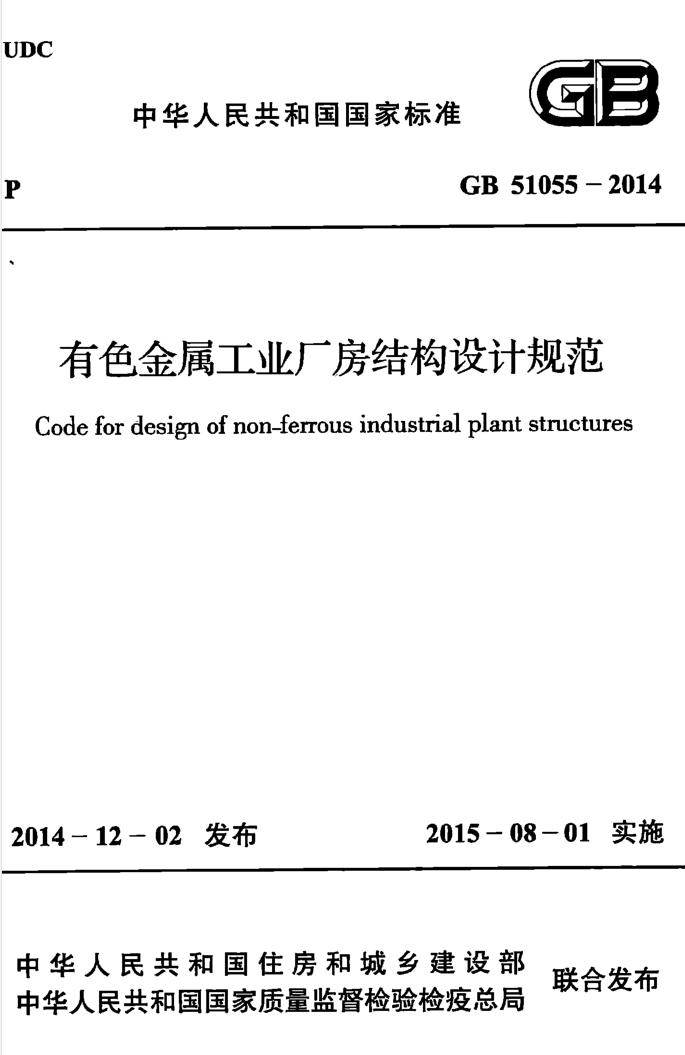 UDC
GB
中华人民共和国国家标准
P
GB 51055－2014
有色金属工业厂房结构设计规范
Code for design of non-ferrous industrial plant structures
2014－12－02 发布
2015－08－01 实施
中华人民共和国住房和城乡建设部
中华人民共和国国家质量监督检验检疫总局
联合发布